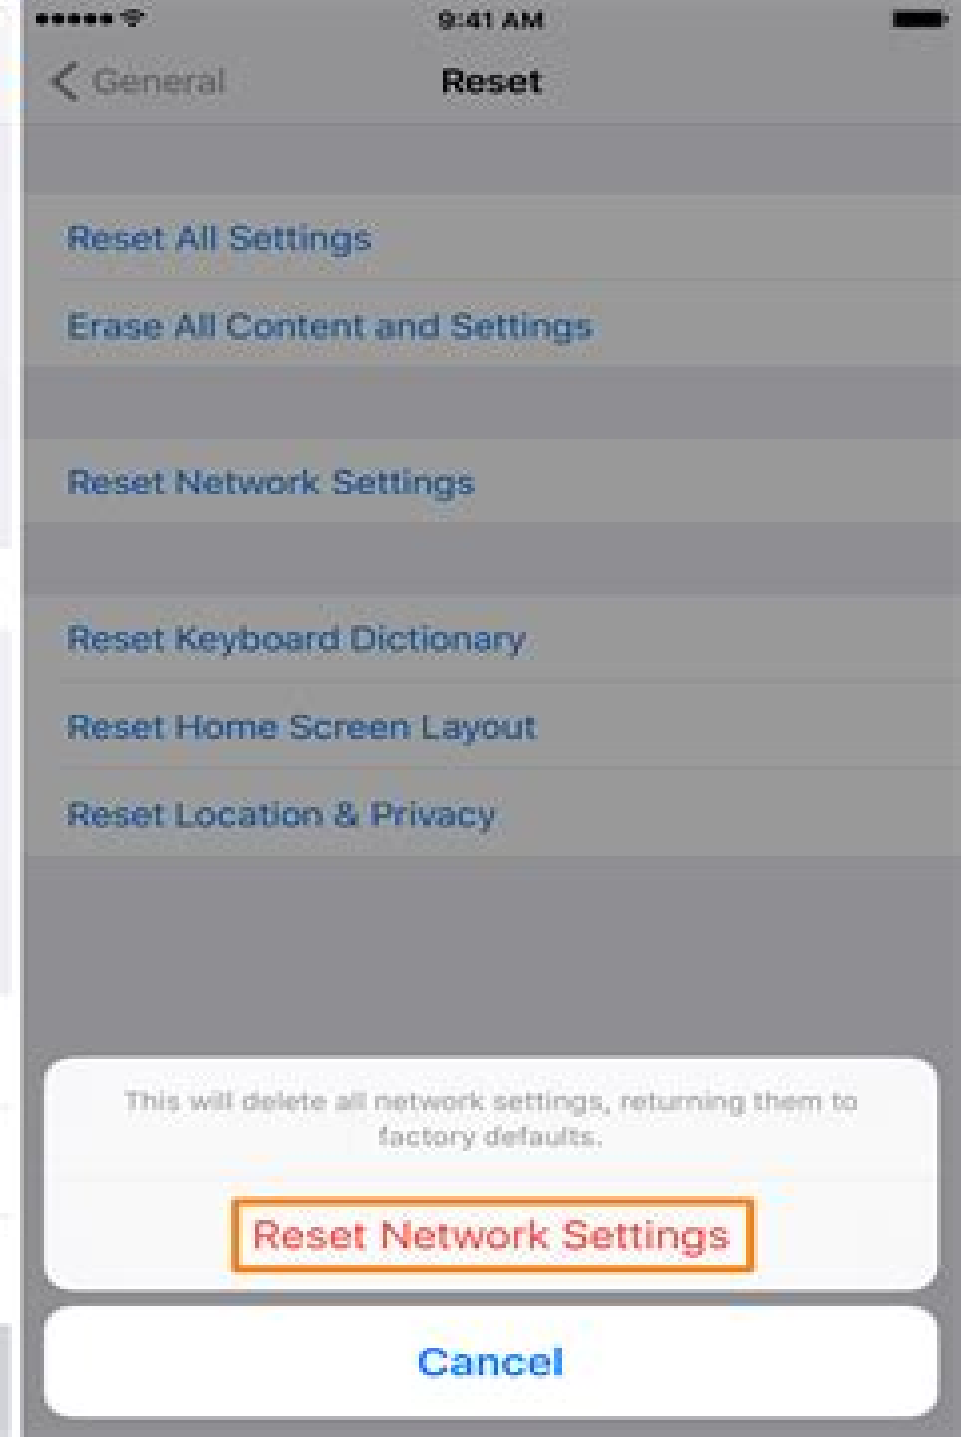 9:41 AM
General
Reset
Reset All Settings
Erase All Content and Settings
Reset Network Settings
Reset Keyboard Dictionary
Reset Home Screen Layout
Reset Location & Privacy
This will delete all network settings, returning them to
factory defaults.
Reset Network Settings
Cancel